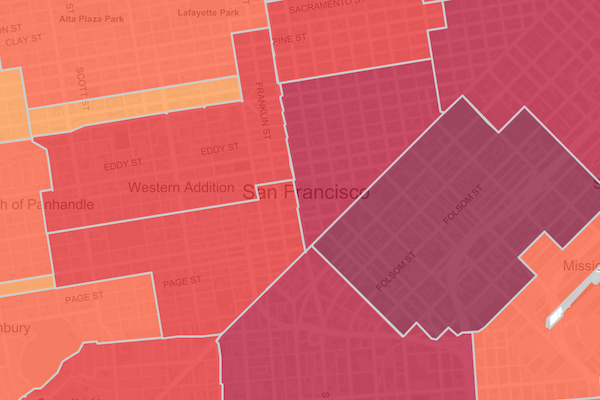 Alta Plaza Park
Lafayette Park
SACRAMENTO ST
CLAY ST
PINE ST
SCOTT ST
FRANKLIN ST
EDDY ST
EDDY ST
Western Addition
San Francisco
h of Panhandle
FOLSOM ST
FOLSOM ST
Missi
PAGE ST
PAGE ST
nbury